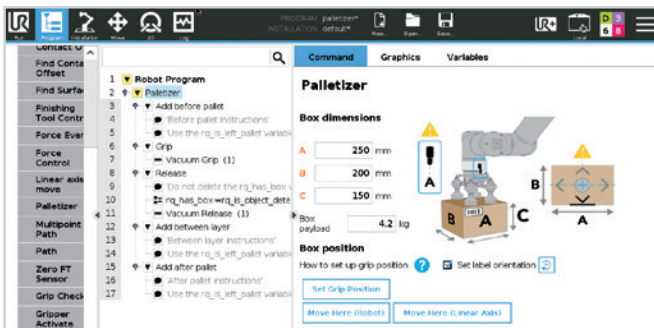 PROGRAM palletizer*
INSTALLATION default*
Run Program Installation Move I/O Log
New... Open... Save...
Local
D 3
6 8
Contact
Find Conta
Offset
Find Surfa
Finishing
Tool Contr
Force Ever
Force
Control
Linear axis
move
Palletizer
Multipoint
Path
Path
Zero FT
Sensor
Grip Check
Gripper
Activate
1 Robot Program
2 Palletizer
3 Add before pallet
4 'Before pallet instructions'
5 'Use the rq_is_left_pallet variabl
6 Grip
7 Vacuum Grip (1)
8 Release
9 'Do not delete the rq_has_box v
10 rq_has_box=rq_is_object_dete
11 Vacuum Release (1)
12 Add between layer
13 'Between layer instructions'
14 'Use the rq_is_left_pallet variabl
15 Add after pallet
16 'After pallet instructions'
17 'Use the rq_is_left_pallet variabl
Command Graphics Variables
Palletizer
Box dimensions
A 250 mm
B 200 mm
C 150 mm
Box
payload 4.2 kg
A
B A C
B
A
Box position
How to set up grip position ? Set label orientation
Set Grip Position
Move Here (Robot) Move Here (Linear Axis)